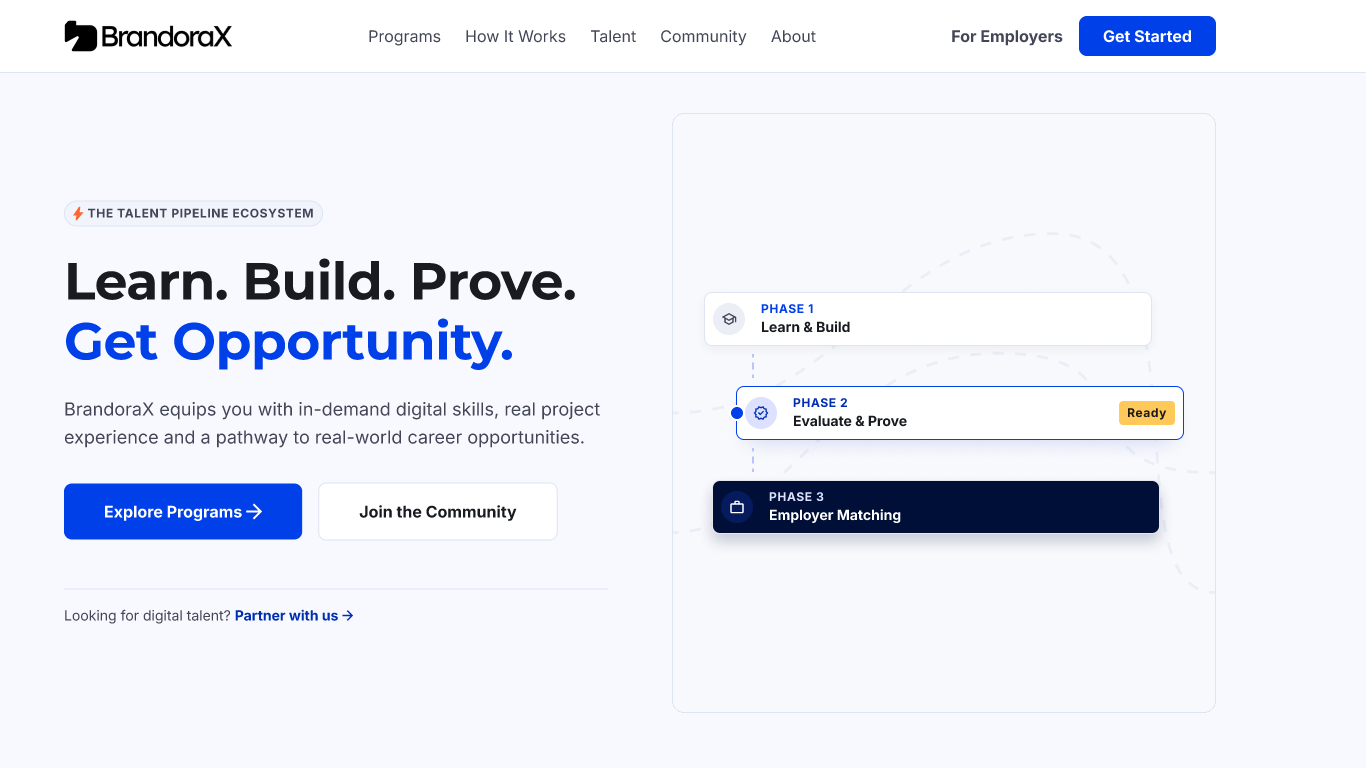 BrandoraX
Programs
How It Works
Talent
Community
About
For Employers
Get Started
THE TALENT PIPELINE ECOSYSTEM
Learn. Build. Prove.
Get Opportunity.
BrandoraX equips you with in-demand digital skills, real project
experience and a pathway to real-world career opportunities.
Explore Programs
Join the Community
Looking for digital talent? Partner with us
PHASE 1
Learn & Build
PHASE 2
Evaluate & Prove
Ready
PHASE 3
Employer Matching